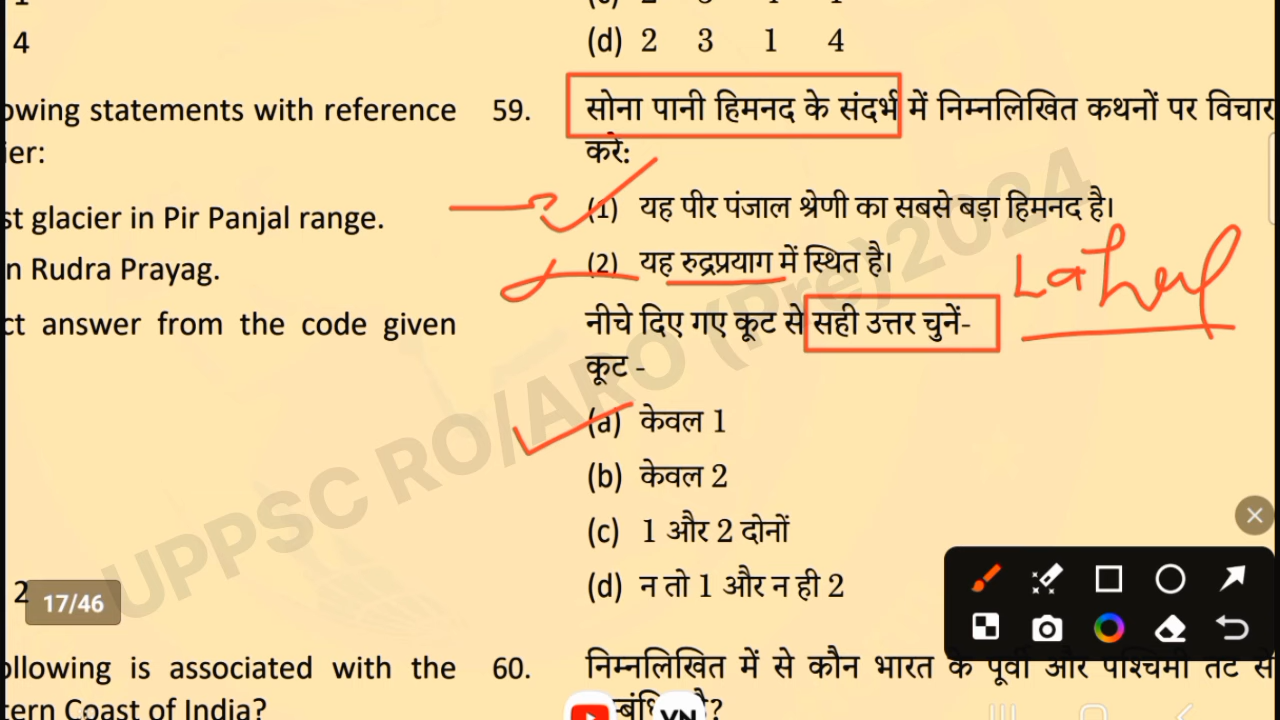 1
4
(d) 2 3 1 4
owing statements with reference
ier:
st glacier in Pir Panjal range.
n Rudra Prayag.
ct answer from the code given
2
17/46
ollowing is associated with the
tern Coast of India?
59. सोना पानी हिमनद के संदर्भ में निम्नलिखित कथनों पर विचार
करे:
(1) यह पीर पंजाल श्रेणी का सबसे बड़ा हिमनद है।
(2) यह रुद्रप्रयाग में स्थित है।
Lahul
नीचे दिए गए कूट से सही उत्तर चुनें-
कूट -
(a) केवल 1
(b) केवल 2
(c) 1 और 2 दोनों
(d) न तो 1 और न ही 2
60. निम्नलिखित में से कौन भारत के पूर्वी और पश्चिमी तट से
UPPSC RO/ARO (Pre) 2024
VN